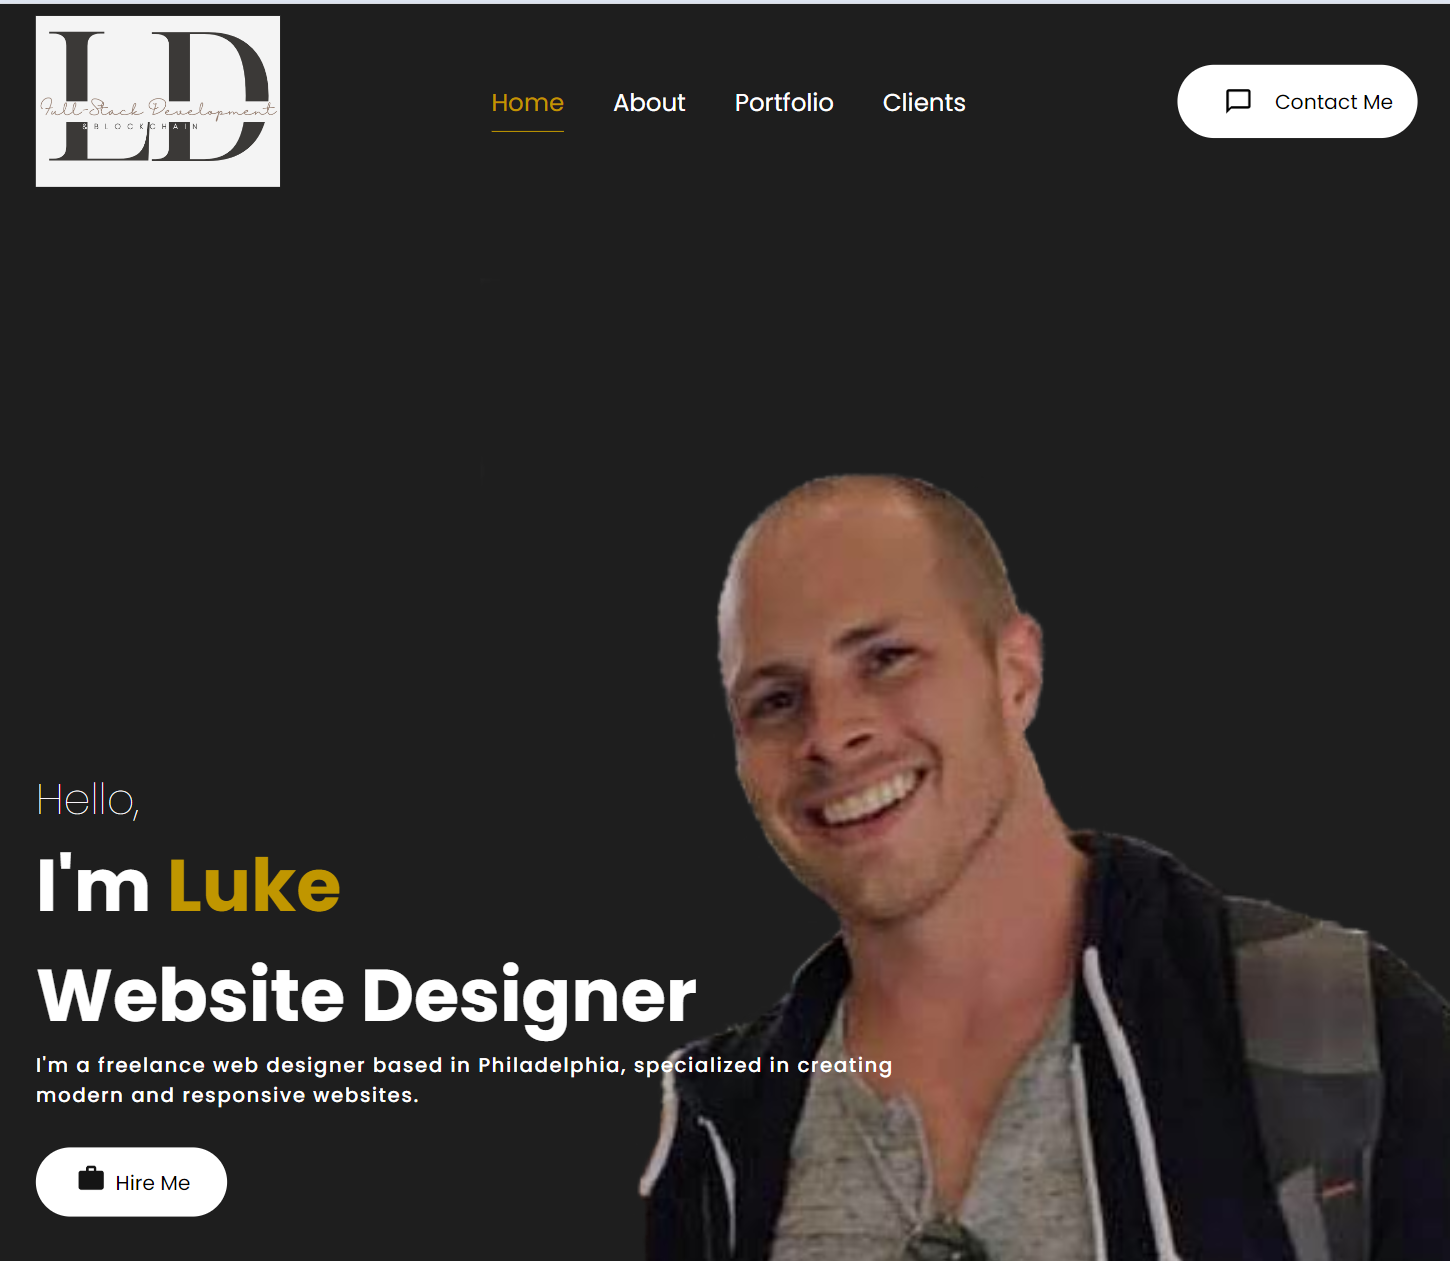 LD
Full-Stack Development
& BLOCKCHAIN
Home About Portfolio Clients
Contact Me
Hello,
I'm Luke
Website Designer
I'm a freelance web designer based in Philadelphia, specialized in creating
modern and responsive websites.
Hire Me